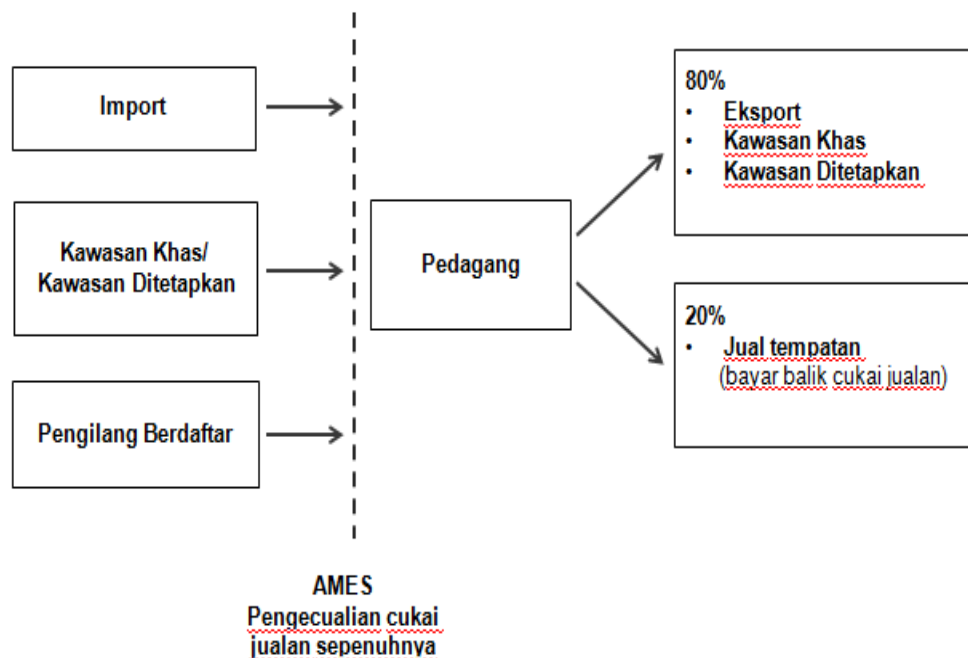 Import
Kawasan Khas/
Kawasan Ditetapkan
Pengilang Berdaftar
AMES
Pengecualian cukai
jualan sepenuhnya
Pedagang
80%
• Eksport
• Kawasan Khas
• Kawasan Ditetapkan
20%
• Jual tempatan
(bayar balik cukai jualan)